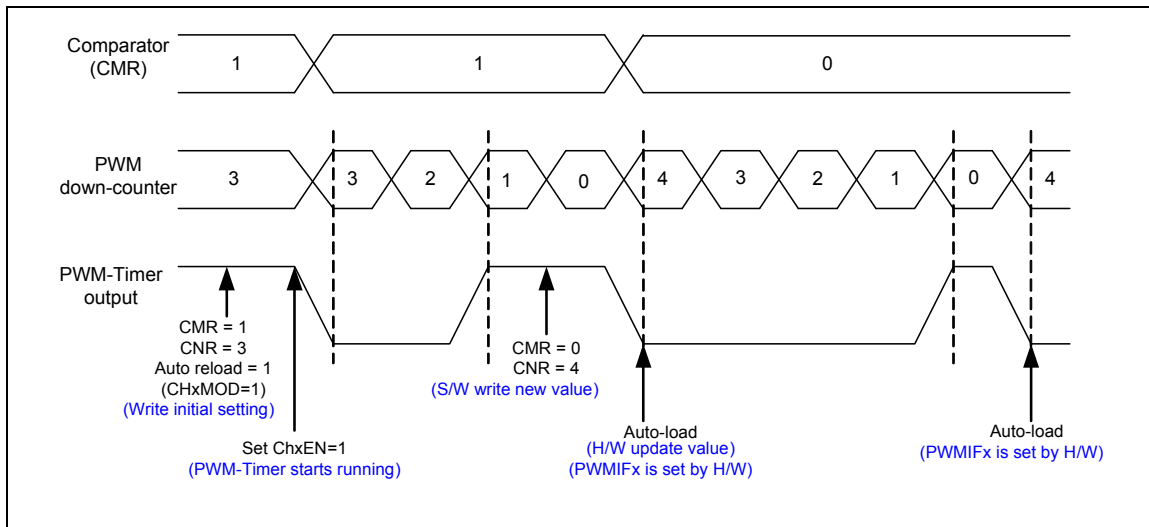 Comparator
(CMR)
1
1
0
PWM
down-counter
3
3
2
1
0
4
3
2
1
0
4
PWM-Timer
output
CMR = 1
CNR = 3
Auto reload = 1
(CHxMOD=1)
(Write initial setting)
Set ChxEN=1
(PWM-Timer starts running)
CMR = 0
CNR = 4
(S/W write new value)
Auto-load
(H/W update value)
(PWMIFx is set by H/W)
Auto-load
(PWMIFx is set by H/W)